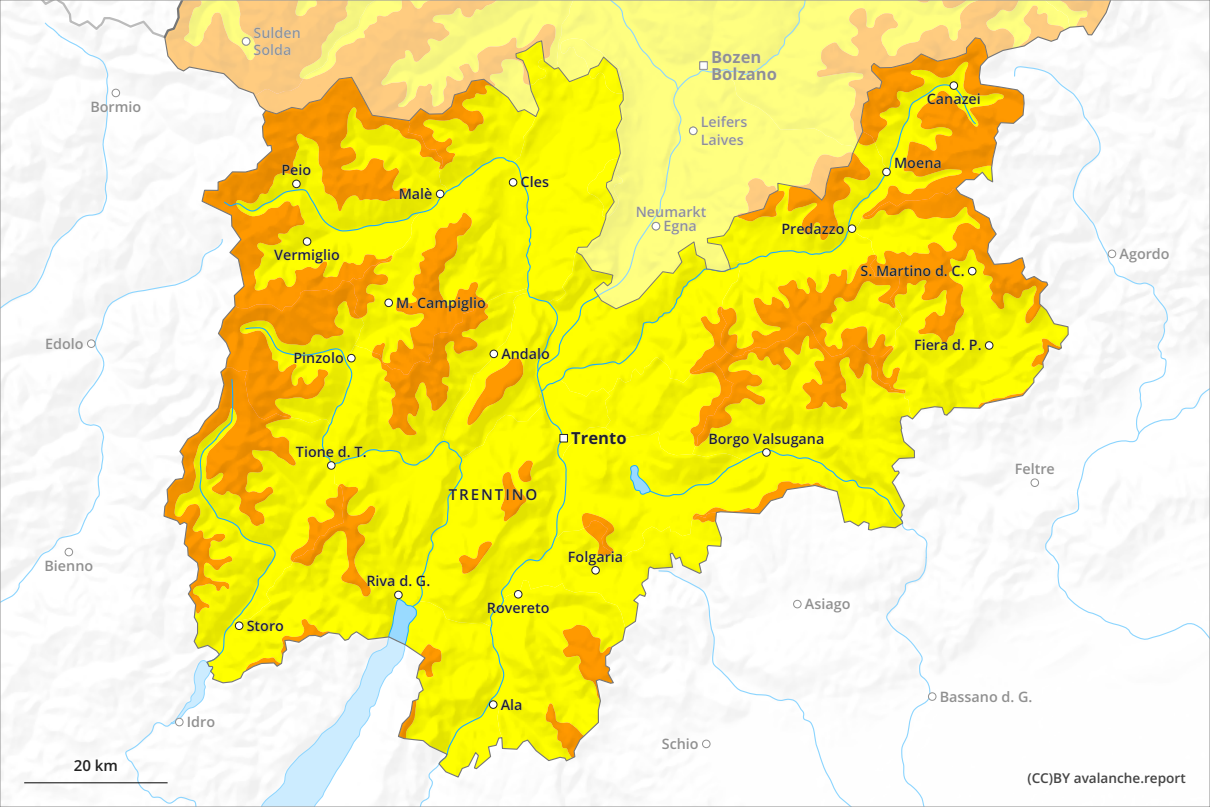 Sulden
Solda
Bozen
Bolzano
Bormio
Canazei
Leifers
Laives
Moena
Peio
Malè
Cles
Neumarkt
Egna
Predazzo
Vermiglio
Agordo
S. Martino d. C.
M. Campiglio
Edolo
Pinzolo
Andalo
Fiera d. P.
Trento
Borgo Valsugana
Tione d. T.
Feltre
TRENTINO
Bienno
Folgaria
Riva d. G.
Rovereto
Asiago
Storo
Bassano d. G.
Ala
Idro
Schio
20 km
(CC)BY avalanche.report